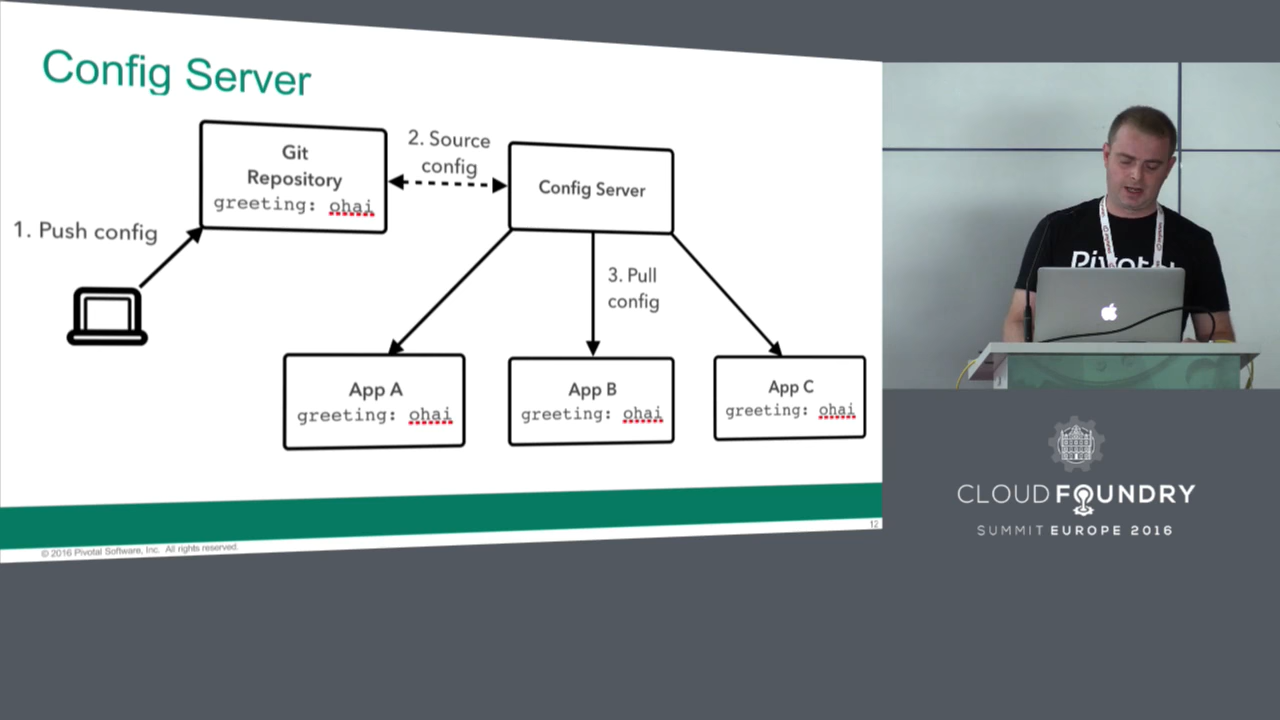 Config Server
Git
Repository
greeting: ohai
2. Source
config
Config Server
1. Push config
3. Pull
config
App A
greeting: ohai
App B
greeting: ohai
App C
greeting: ohai
12
© 2016 Pivotal Software, Inc. All rights reserved.
Pivotal
CLOUD FOUNDRY
SUMMIT EUROPE 2016